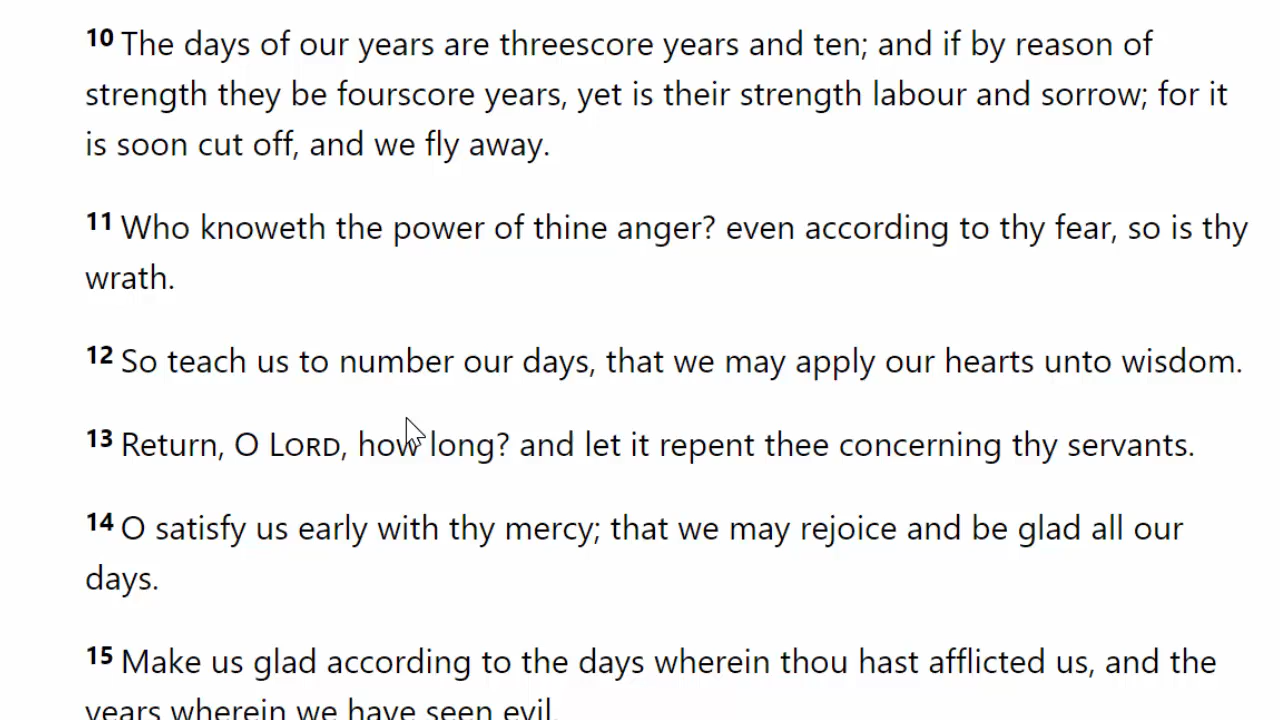 10 The days of our years are threescore years and ten; and if by reason of
strength they be fourscore years, yet is their strength labour and sorrow; for it
is soon cut off, and we fly away.
11 Who knoweth the power of thine anger? even according to thy fear, so is thy
wrath.
12 So teach us to number our days, that we may apply our hearts unto wisdom.
13 Return, O LORD, how long? and let it repent thee concerning thy servants.
14 O satisfy us early with thy mercy; that we may rejoice and be glad all our
days.
15 Make us glad according to the days wherein thou hast afflicted us, and the
years wherein we have seen evil.